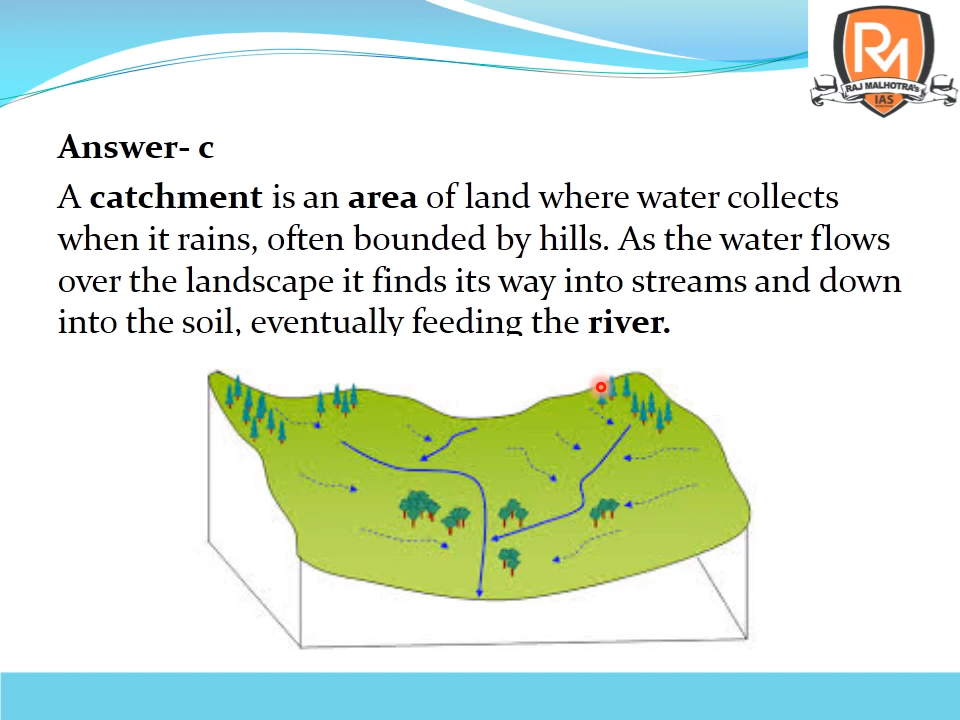 RM
RAJ MALHOTRA's
IAS
Answer- c
A catchment is an area of land where water collects
when it rains, often bounded by hills. As the water flows
over the landscape it finds its way into streams and down
into the soil, eventually feeding the river.